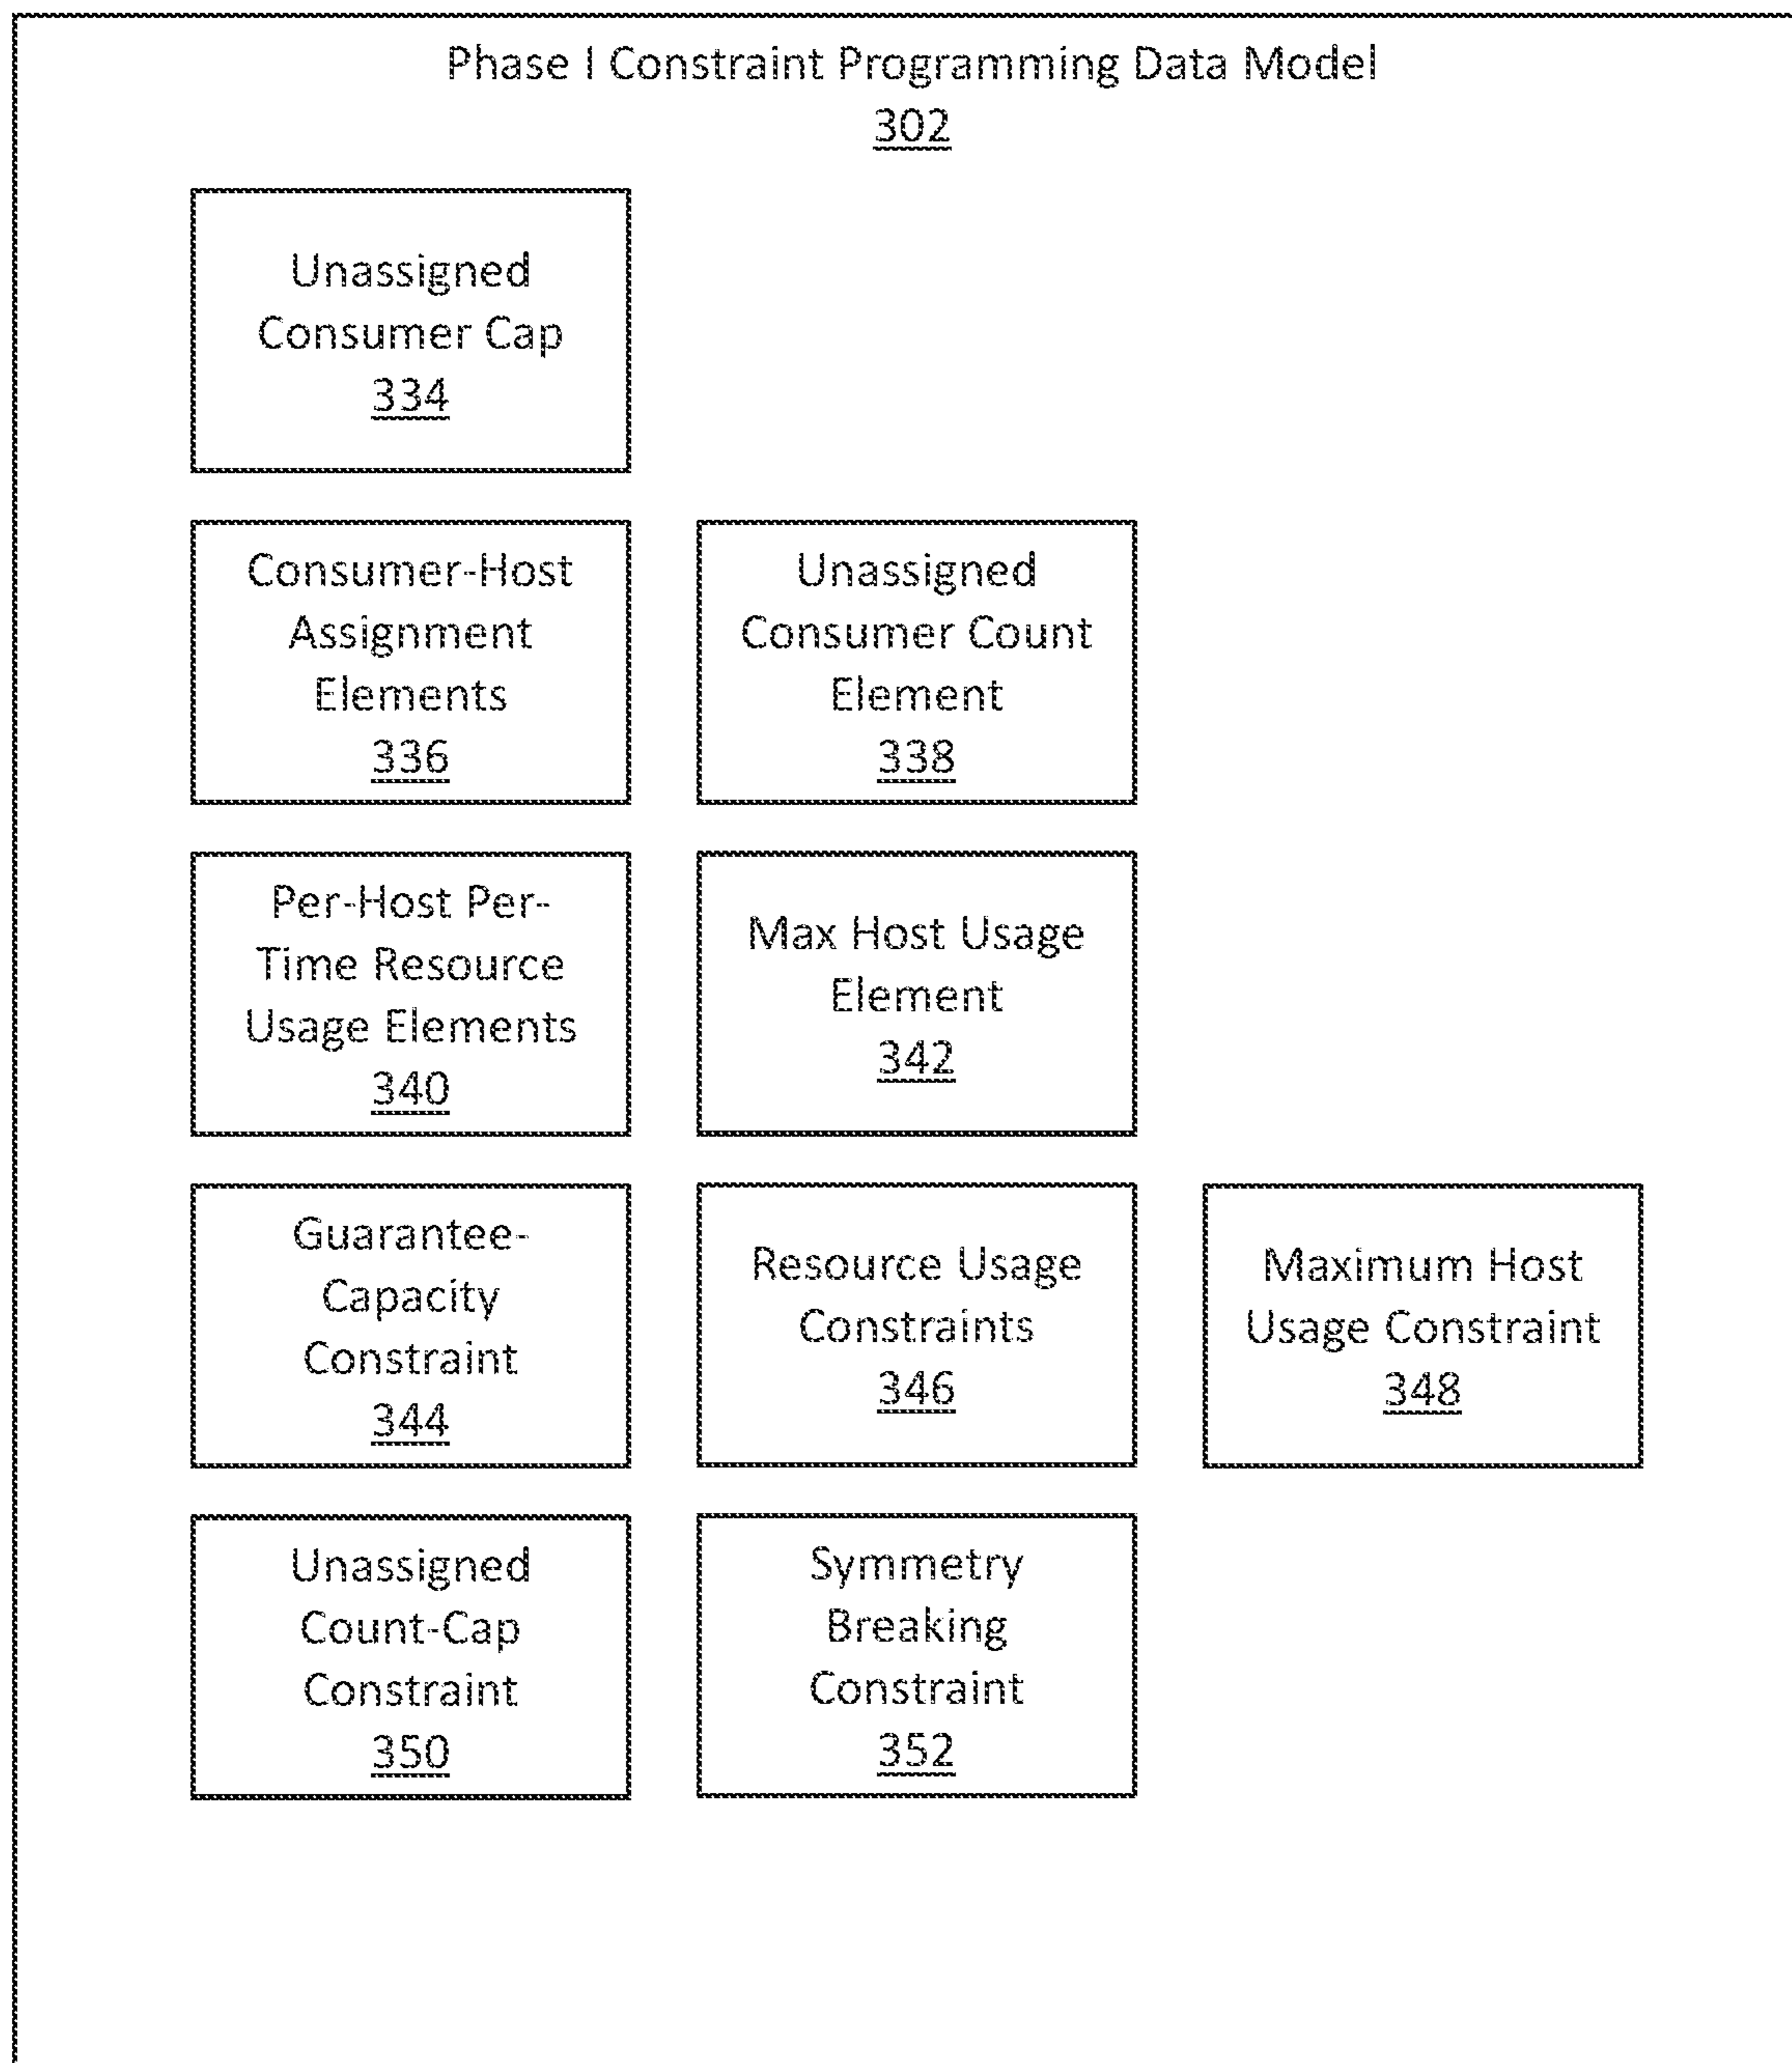 Phase I Constraint Programming Data Model
302
Unassigned
Consumer Cap
334
Consumer-Host
Assignment
Elements
336
Unassigned
Consumer Count
Element
338
Per-Host Per-
Time Resource
Usage Elements
340
Max Host Usage
Element
342
Guarantee-
Capacity
Constraint
344
Resource Usage
Constraints
346
Maximum Host
Usage Constraint
348
Unassigned
Count-Cap
Constraint
350
Symmetry
Breaking
Constraint
352